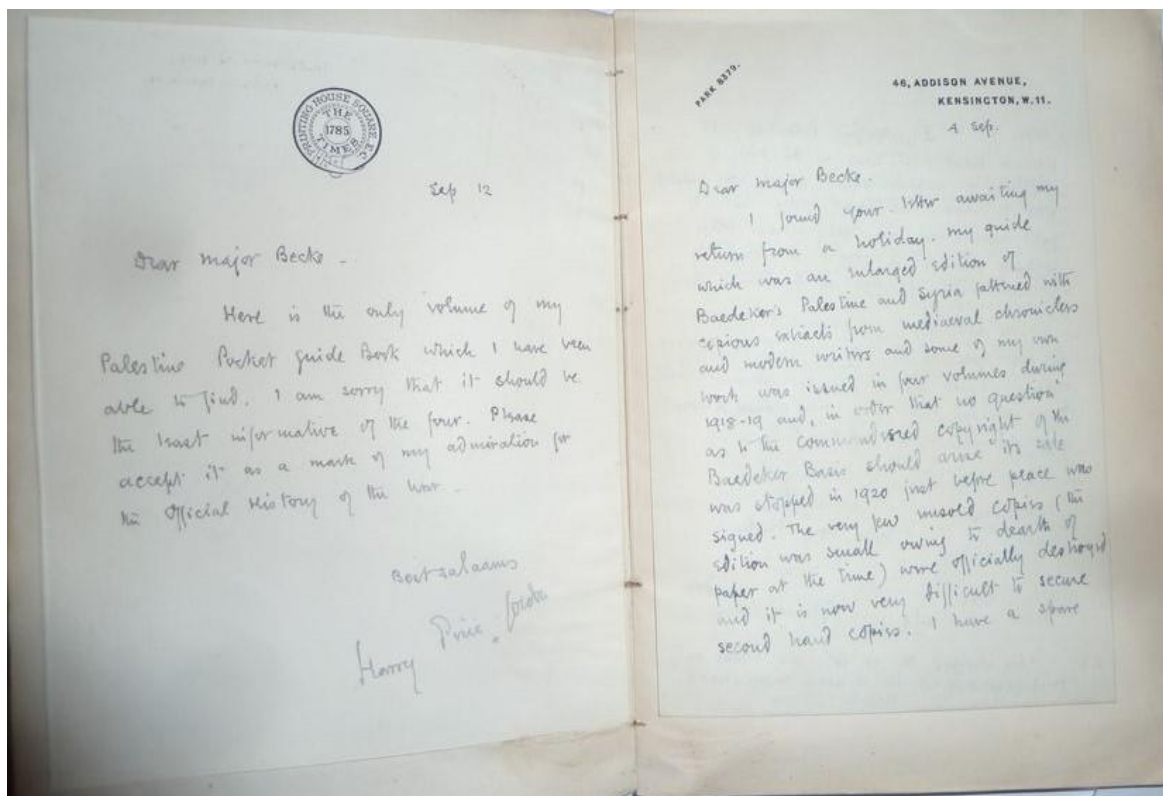 PRINTING HOUSE SQUARE, E.C.
THE
1785
TIMES
Sep 12
Dear Major Becke -
Here is the only volume of my
Palestine Pocket Guide Book which I have been
able to find. I am sorry that it should be
the least informative of the four. Please
accept it as a mark of my admiration for
the Official History of the War -
Best salaams
Harry Pirie-Gordon
PARK 8379.
46, ADDISON AVENUE,
KENSINGTON, W.11.
4 Sep.
Dear Major Becke.
I found your letter awaiting my
return from a holiday. My guide
which was an enlarged edition of
Baedeker's Palestine and Syria fattened with
copious extracts from mediaeval chroniclers
and modern writers and some of my own
work was issued in four volumes during
1918-19 and, in order that no question
as to the commandeered copyright of the
Baedeker Basis should arise its sale
was stopped in 1920 just before peace was
signed. The very few unsold copies (the
edition was small owing to dearth of
paper at the time) were officially destroyed
and it is now very difficult to secure
second hand copies. I have a spare